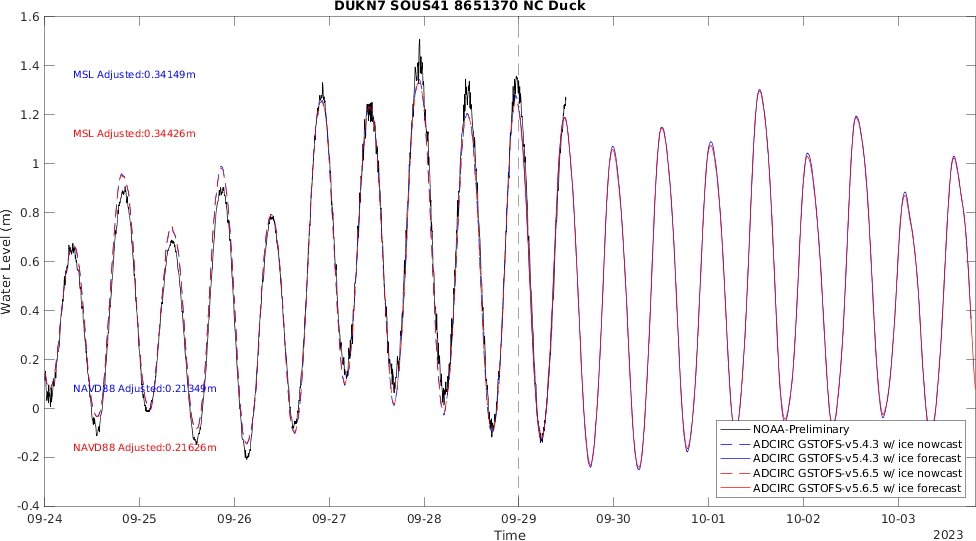 DUKN7 SOUS41 8651370 NC Duck
1.6
1.4
1.2
1
0.8
0.6
0.4
0.2
0
-0.2
-0.4
Water Level (m)
MSL Adjusted:0.34149m
MSL Adjusted:0.34426m
NAVD88 Adjusted:0.21349m
NAVD88 Adjusted:0.21626m
NOAA-Preliminary
ADCIRC GSTOFS-v5.4.3 w/ ice nowcast
ADCIRC GSTOFS-v5.4.3 w/ ice forecast
ADCIRC GSTOFS-v5.6.5 w/ ice nowcast
ADCIRC GSTOFS-v5.6.5 w/ ice forecast
09-24 09-25 09-26 09-27 09-28 09-29 09-30 10-01 10-02 10-03
Time
2023